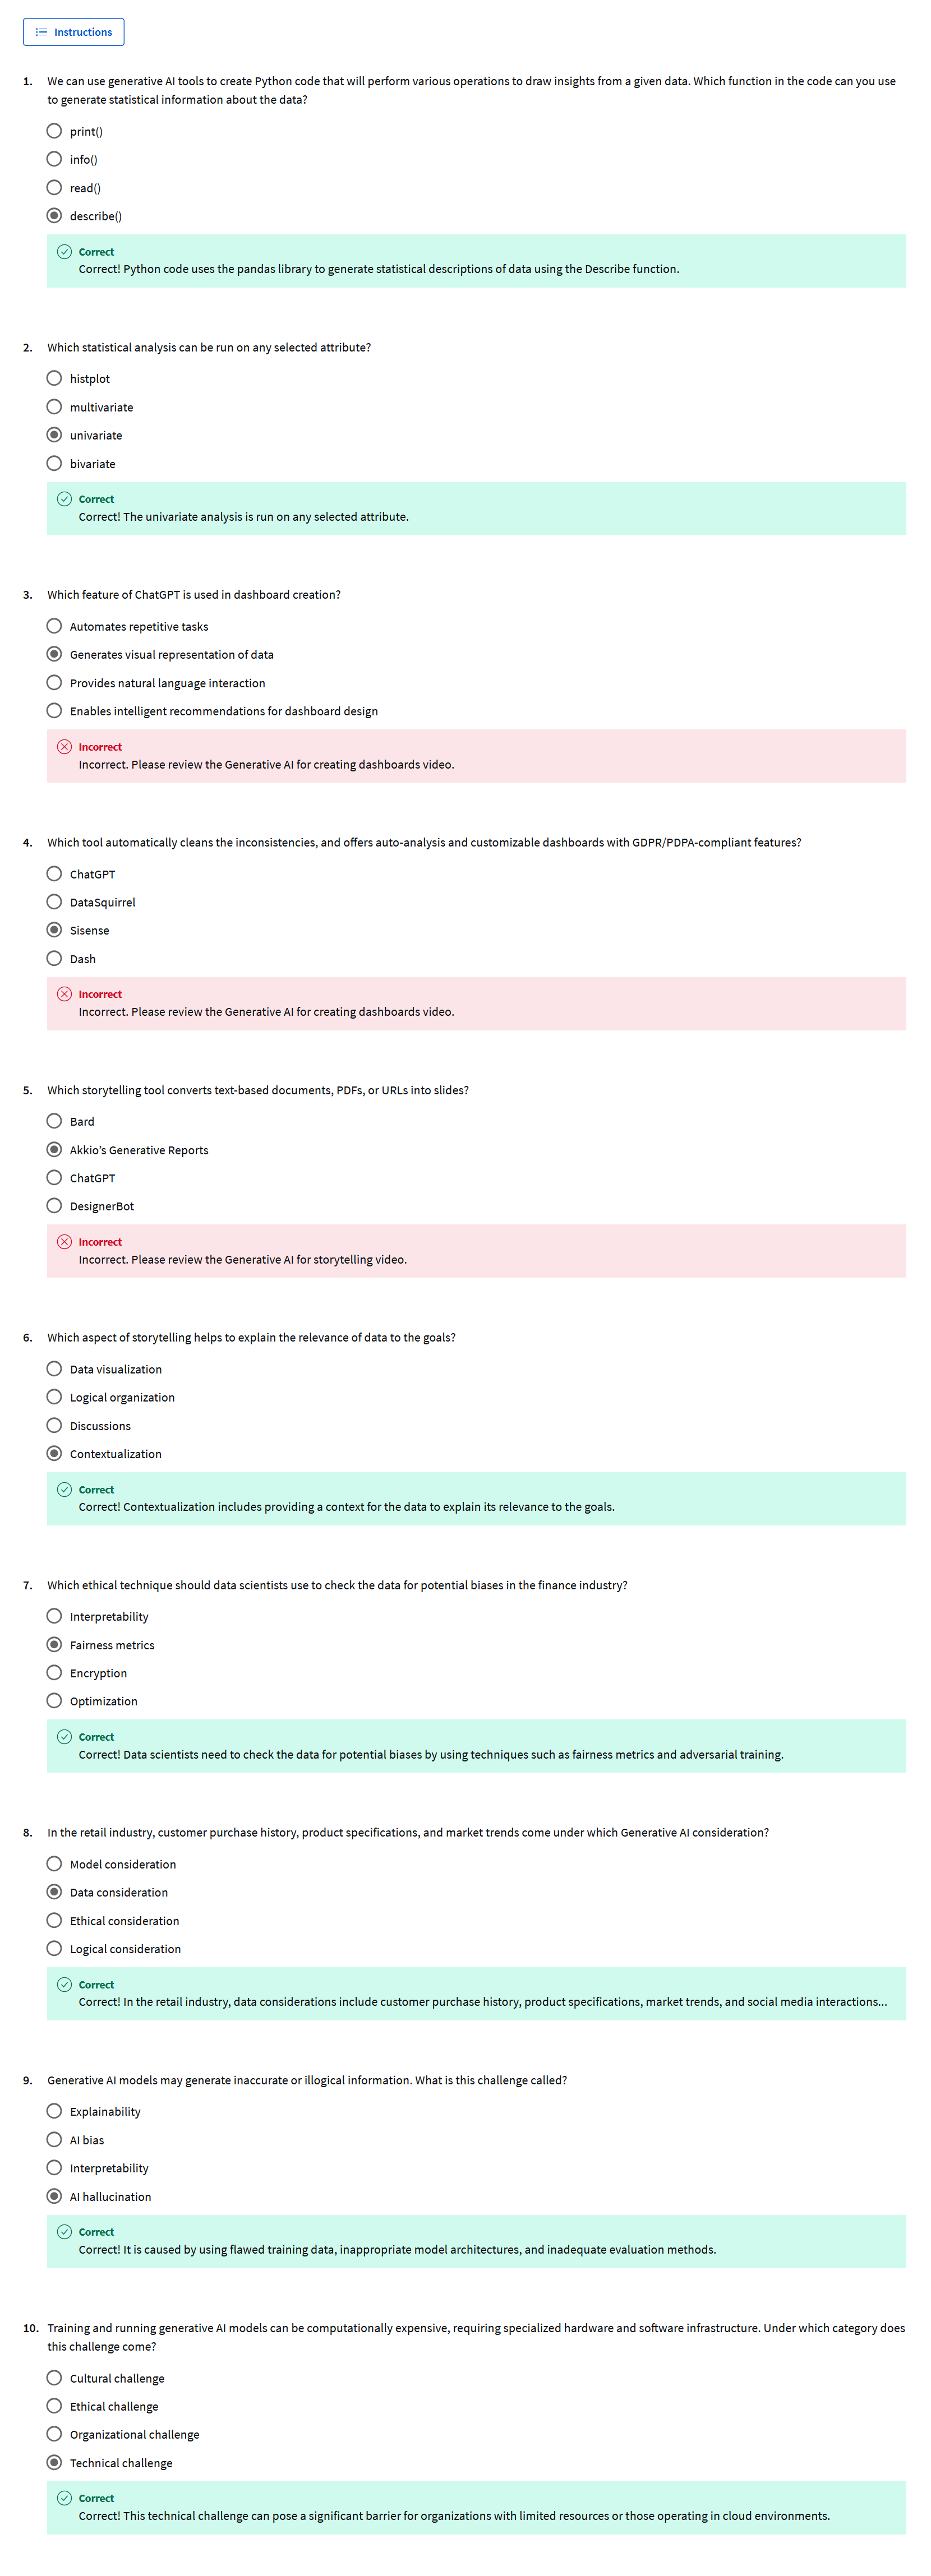 Instructions
1. We can use generative AI tools to create Python code that will perform various operations to draw insights from a given data. Which function in the code can you use
to generate statistical information about the data?
print()
info()
read()
describe()
Correct
Correct! Python code uses the pandas library to generate statistical descriptions of data using the Describe function.
2. Which statistical analysis can be run on any selected attribute?
histplot
multivariate
univariate
bivariate
Correct
Correct! The univariate analysis is run on any selected attribute.
3. Which feature of ChatGPT is used in dashboard creation?
Automates repetitive tasks
Generates visual representation of data
Provides natural language interaction
Enables intelligent recommendations for dashboard design
Incorrect
Incorrect. Please review the Generative AI for creating dashboards video.
4. Which tool automatically cleans the inconsistencies, and offers auto-analysis and customizable dashboards with GDPR/PDPA-compliant features?
ChatGPT
DataSquirrel
Sisense
Dash
Incorrect
Incorrect. Please review the Generative AI for creating dashboards video.
5. Which storytelling tool converts text-based documents, PDFs, or URLs into slides?
Bard
Akkio’s Generative Reports
ChatGPT
DesignerBot
Incorrect
Incorrect. Please review the Generative AI for storytelling video.
6. Which aspect of storytelling helps to explain the relevance of data to the goals?
Data visualization
Logical organization
Discussions
Contextualization
Correct
Correct! Contextualization includes providing a context for the data to explain its relevance to the goals.
7. Which ethical technique should data scientists use to check the data for potential biases in the finance industry?
Interpretability
Fairness metrics
Encryption
Optimization
Correct
Correct! Data scientists need to check the data for potential biases by using techniques such as fairness metrics and adversarial training.
8. In the retail industry, customer purchase history, product specifications, and market trends come under which Generative AI consideration?
Model consideration
Data consideration
Ethical consideration
Logical consideration
Correct
Correct! In the retail industry, data considerations include customer purchase history, product specifications, market trends, and social media interactions...
9. Generative AI models may generate inaccurate or illogical information. What is this challenge called?
Explainability
AI bias
Interpretability
AI hallucination
Correct
Correct! It is caused by using flawed training data, inappropriate model architectures, and inadequate evaluation methods.
10. Training and running generative AI models can be computationally expensive, requiring specialized hardware and software infrastructure. Under which category does
this challenge come?
Cultural challenge
Ethical challenge
Organizational challenge
Technical challenge
Correct
Correct! This technical challenge can pose a significant barrier for organizations with limited resources or those operating in cloud environments.